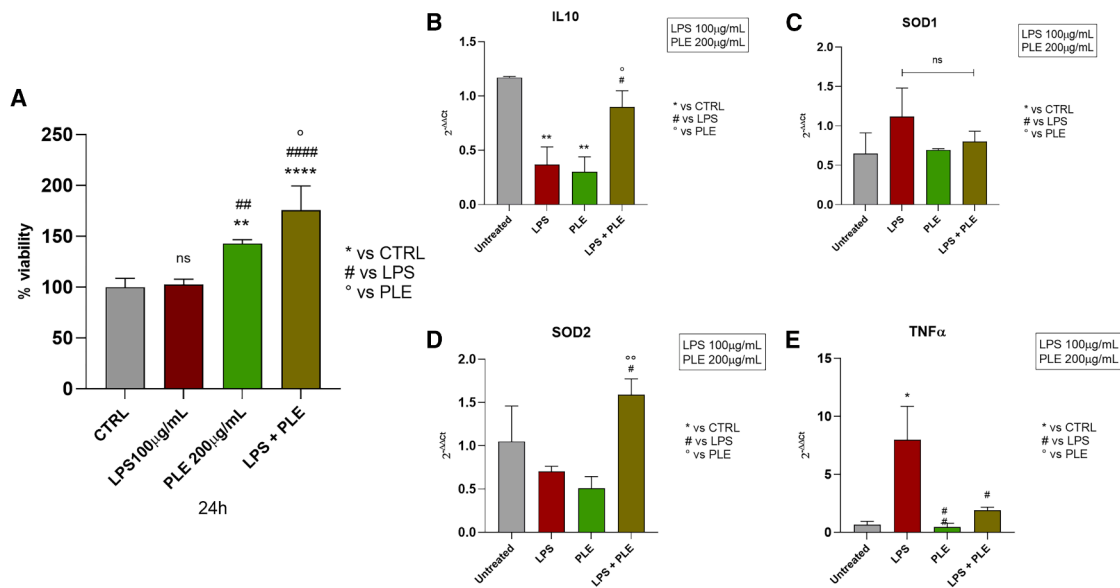 A
250
200
150
100
50
0
% viability
ns
##
**
°
####
****
* vs CTRL
# vs LPS
° vs PLE
CTRL
LPS100μg/mL
PLE 200μg/mL
LPS + PLE
24h
B
IL10
LPS 100μg/mL
PLE 200μg/mL
1.5
1.0
0.5
0.0
2^-ΔΔCt
**
**
°
#
* vs CTRL
# vs LPS
° vs PLE
Untreated
LPS
PLE
LPS + PLE
C
SOD1
LPS 100μg/mL
PLE 200μg/mL
2.0
1.5
1.0
0.5
0.0
2^-ΔΔCt
ns
* vs CTRL
# vs LPS
° vs PLE
Untreated
LPS
PLE
LPS + PLE
D
SOD2
LPS 100μg/mL
PLE 200μg/mL
2.0
1.5
1.0
0.5
0.0
2^-ΔΔCt
°°
#
* vs CTRL
# vs LPS
° vs PLE
Untreated
LPS
PLE
LPS + PLE
E
TNFα
LPS 100μg/mL
PLE 200μg/mL
15
10
5
0
2^-ΔΔCt
*
#
#
#
* vs CTRL
# vs LPS
° vs PLE
Untreated
LPS
PLE
LPS + PLE